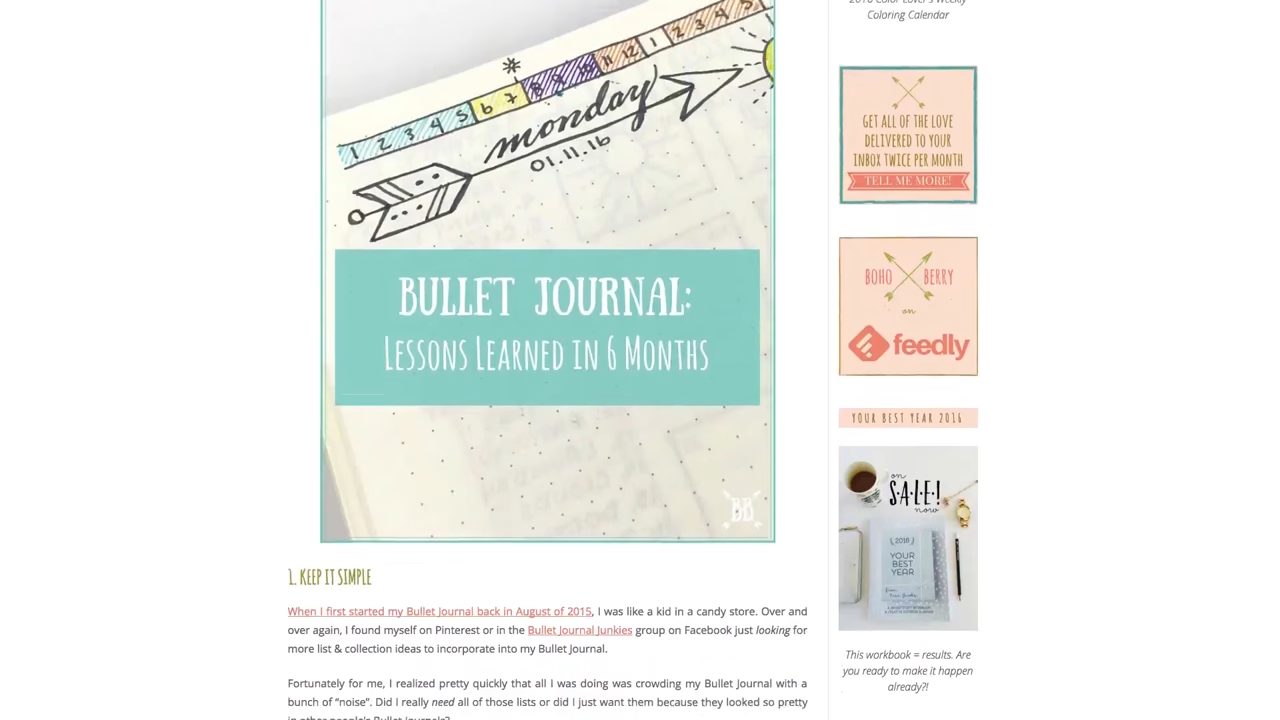 2016 Color Lover's Weekly
Coloring Calendar
1 2 3 4 5 6 7 8 9 10 11 12 1 2 3 4 5
monday
01.11.16
BULLET JOURNAL:
LESSONS LEARNED IN 6 MONTHS
BB
GET ALL OF THE LOVE
DELIVERED TO YOUR
INBOX TWICE PER MONTH
TELL ME MORE!
BOHO BERRY
on
feedly
YOUR BEST YEAR 2016
on
SALE!
now
2016
YOUR
BEST
YEAR
This workbook = results. Are
you ready to make it happen
already?!
1. KEEP IT SIMPLE
When I first started my Bullet Journal back in August of 2015, I was like a kid in a candy store. Over and
over again, I found myself on Pinterest or in the Bullet Journal Junkies group on Facebook just looking for
more list & collection ideas to incorporate into my Bullet Journal.
Fortunately for me, I realized pretty quickly that all I was doing was crowding my Bullet Journal with a
bunch of “noise”. Did I really need all of those lists or did I just want them because they looked so pretty
in other people's Bullet Journals?